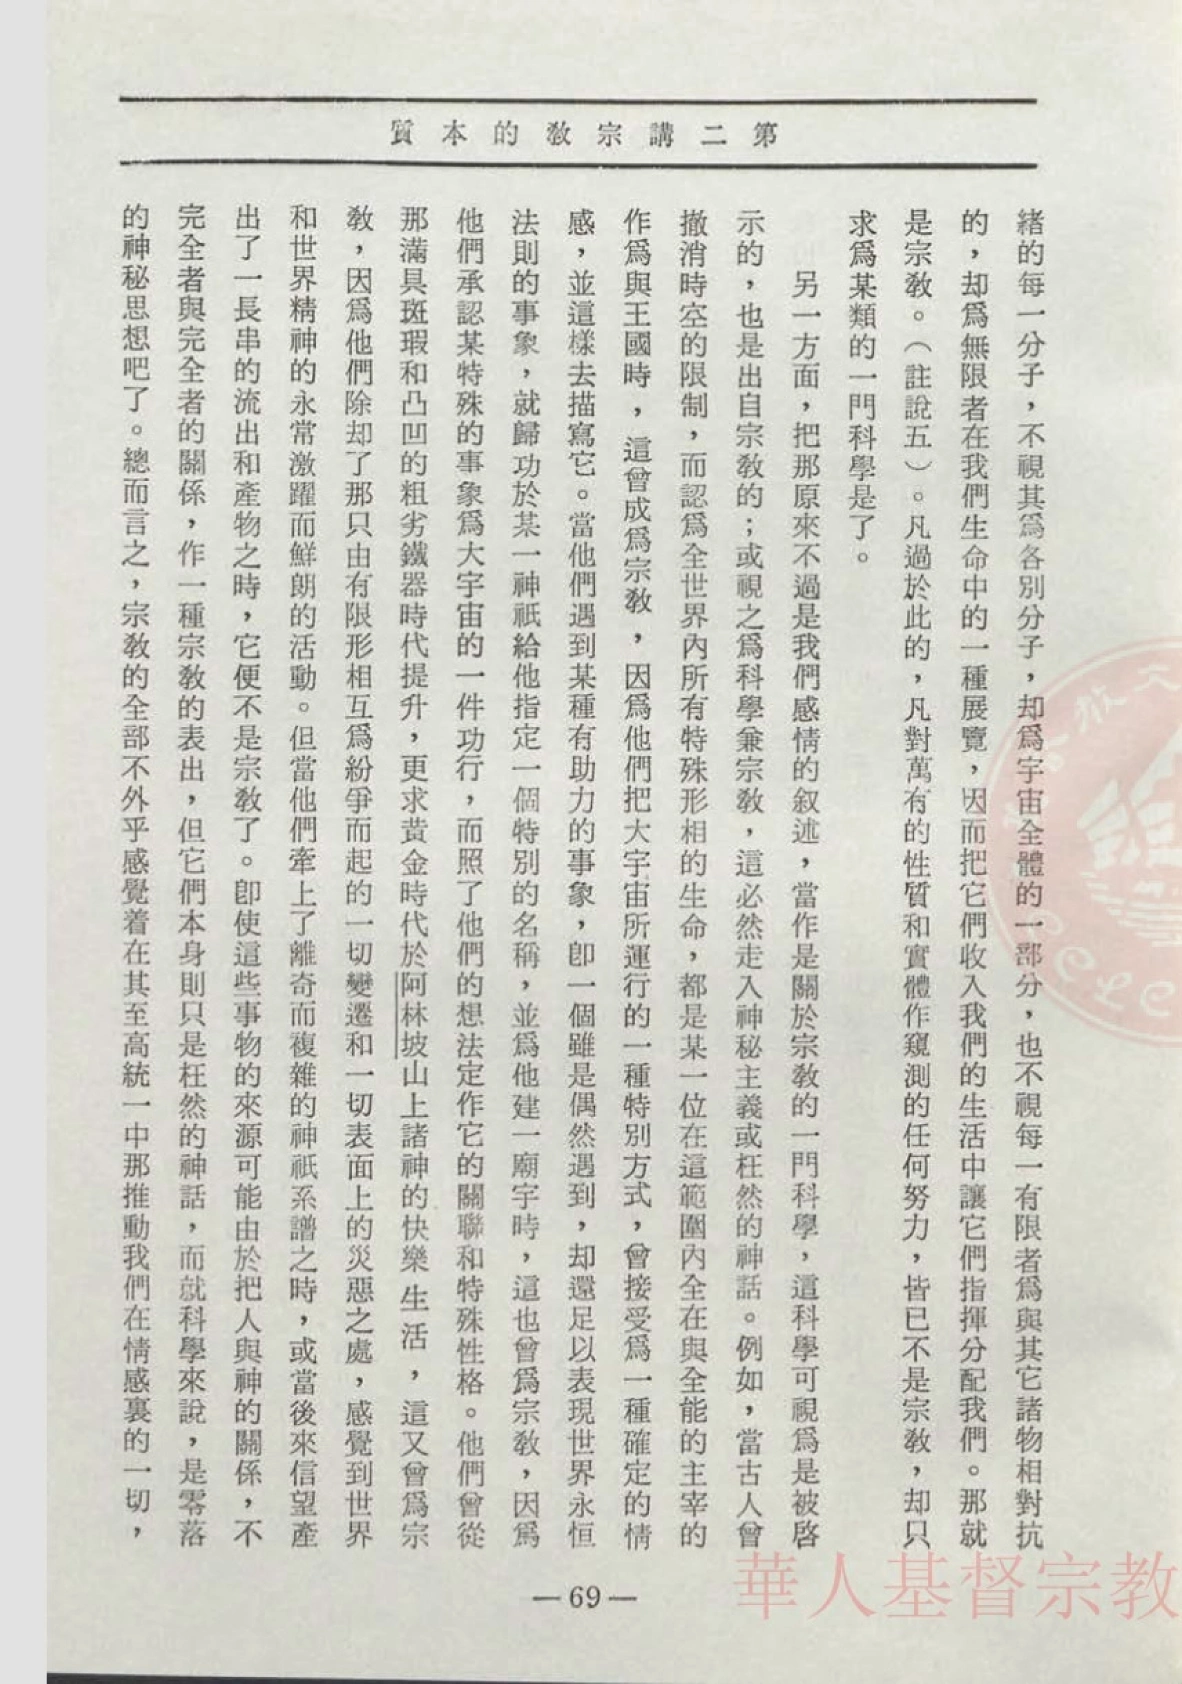 第二講宗教的本質
緒的每一分子，不視其爲各別分子，却爲宇宙全體的一部分，也不視每一有限者爲與其它諸物相對抗
的，却爲無限者在我們生命中的一種展覽，因而把它們收入我們的生活中讓它們指揮分配我們。那就
是宗教。（註說五）。凡過於此的，凡對萬有的性質和實體作窺測的任何努力，皆已不是宗教，却只
求爲某類的一門科學是了。
另一方面，把那原來不過是我們感情的叙述，當作是關於宗教的一門科學，這科學可視爲是被啓
示的，也是出自宗教的；或視之爲科學兼宗教，這必然走入神秘主義或枉然的神話。例如，當古人曾
撤消時空的限制，而認爲全世界內所有特殊形相的生命，都是某一位在這範圍內全在與全能的主宰的
作爲與王國時，這曾成爲宗教，因爲他們把大宇宙所運行的一種特別方式，曾接受爲一種確定的情
感，並這樣去描寫它。當他們遇到某種有助力的事象，卽一個雖是偶然遇到，却還足以表現世界永恒
法則的事象，就歸功於某一神祇給他指定一個特別的名稱，並爲他建一廟宇時，這也曾爲宗教，因爲
他們承認某特殊的事象爲大宇宙的一件功行，而照了他們的想法定作它的關聯和特殊性格。他們曾從
那滿具斑瑕和凸凹的粗劣鐵器時代提升，更求黃金時代於阿林坡山上諸神的快樂生活，這又曾爲宗
教，因爲他們除却了那只由有限形相互爲紛爭而起的一切變遷和一切表面上的災惡之處，感覺到世界
和世界精神的永常激躍而鮮朗的活動。但當他們牽上了離奇而複雜的神祇系譜之時，或當後來信望產
出了一長串的流出和產物之時，它便不是宗教了。卽使這些事物的來源可能由於把人與神的關係，不
完全者與完全者的關係，作一種宗教的表出，但它們本身則只是枉然的神話，而就科學來說，是零落
的神秘思想吧了。總而言之，宗教的全部不外乎感覺着在其至高統一中那推動我們在情感裏的一切，
—69—
華人基督宗教